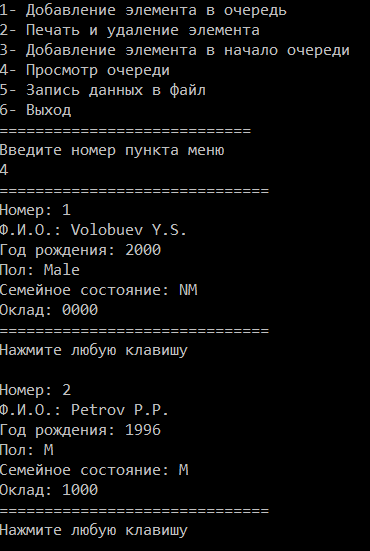 1- Добавление элемента в очередь
2- Печать и удаление элемента
3- Добавление элемента в начало очереди
4- Просмотр очереди
5- Запись данных в файл
6- Выход
============================
Введите номер пункта меню
4
==============================
Номер: 1
Ф.И.О.: Volobuev Y.S.
Год рождения: 2000
Пол: Male
Семейное состояние: NM
Оклад: 0000
==============================
Нажмите любую клавишу
Номер: 2
Ф.И.О.: Petrov P.P.
Год рождения: 1996
Пол: M
Семейное состояние: M
Оклад: 1000
==============================
Нажмите любую клавишу